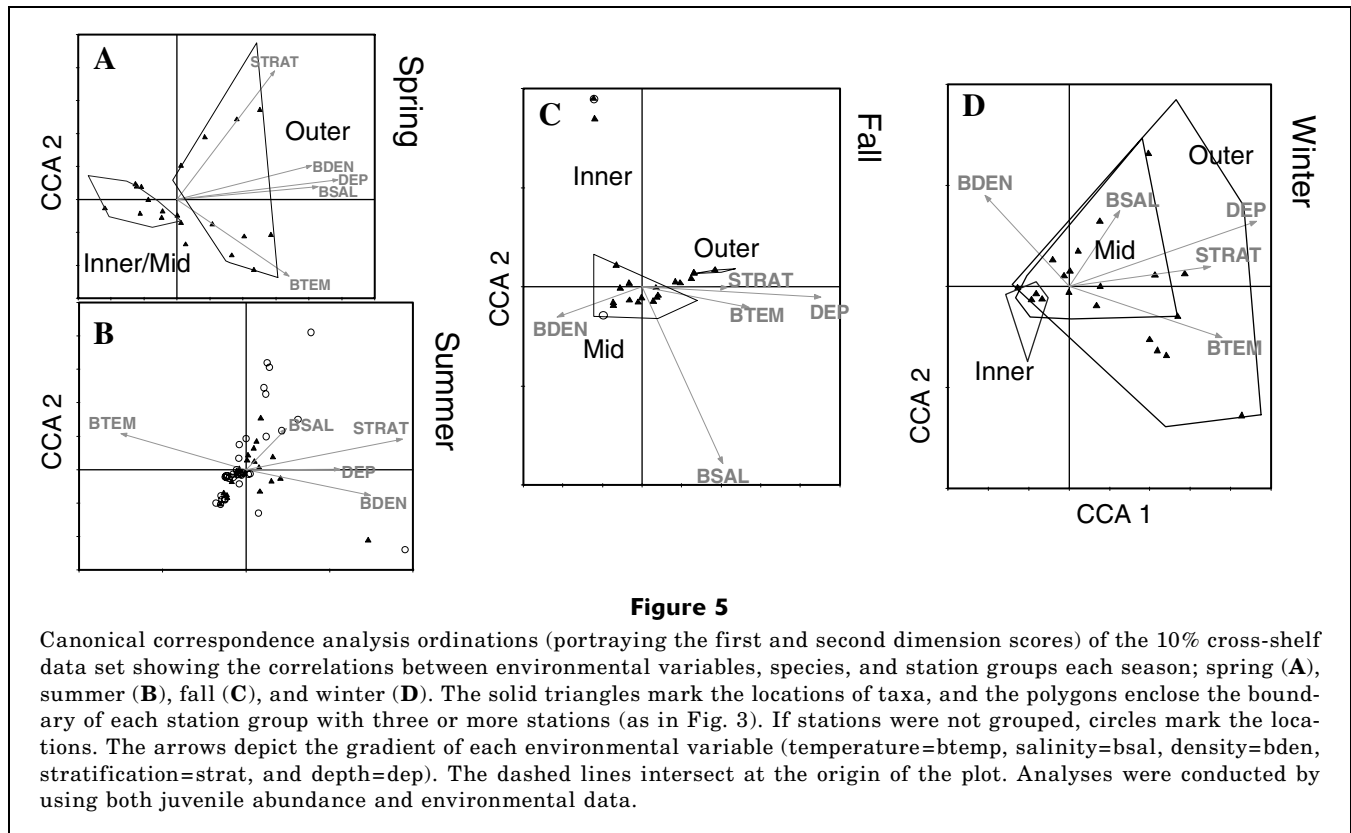 A
STRAT
Spring
Outer
BDEN
DEP
BSAL
CCA 2
Inner/Mid
BTEM
B
Summer
CCA 2
BTEM
BSAL
STRAT
DEP
BDEN
C
Fall
Inner
CCA 2
Outer
STRAT
BTEM
DEP
BDEN
Mid
BSAL
D
Winter
Outer
BDEN
BSAL
DEP
Mid
STRAT
BTEM
Inner
CCA 2
CCA 1
Figure 5
Canonical correspondence analysis ordinations (portraying the first and second dimension scores) of the 10% cross-shelf
data set showing the correlations between environmental variables, species, and station groups each season; spring (A),
summer (B), fall (C), and winter (D). The solid triangles mark the locations of taxa, and the polygons enclose the bound-
ary of each station group with three or more stations (as in Fig. 3). If stations were not grouped, circles mark the loca-
tions. The arrows depict the gradient of each environmental variable (temperature=btemp, salinity=bsal, density=bden,
stratification=strat, and depth=dep). The dashed lines intersect at the origin of the plot. Analyses were conducted by
using both juvenile abundance and environmental data.